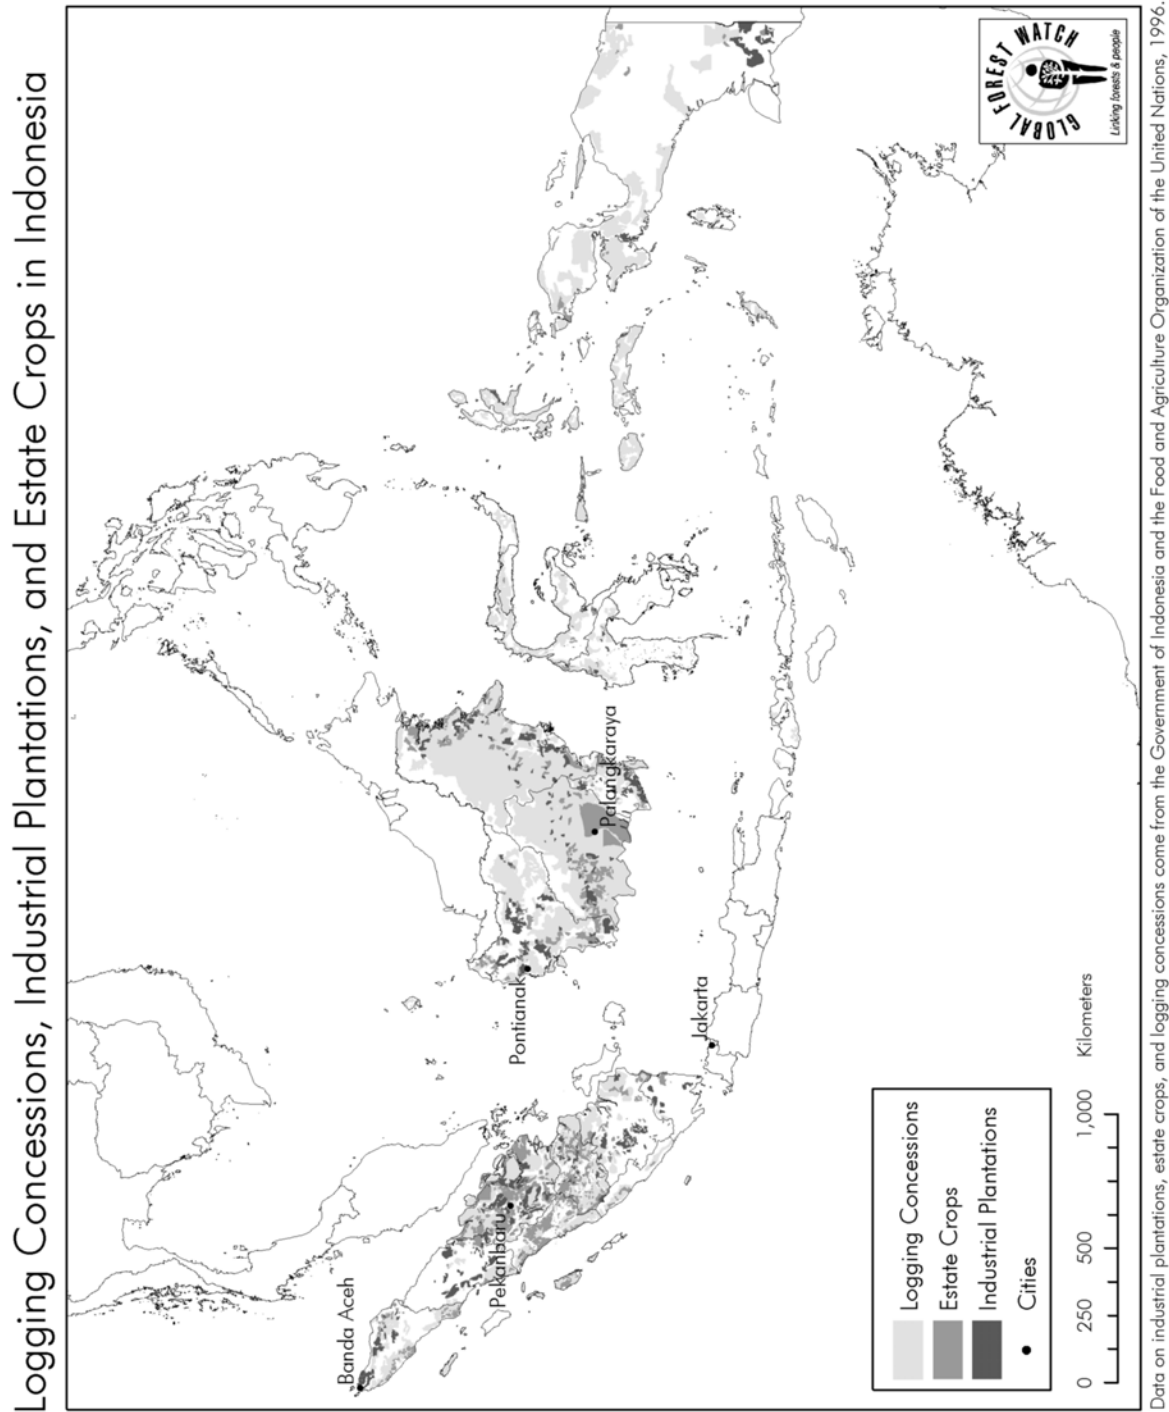 Logging Concessions, Industrial Plantations, and Estate Crops in Indonesia
Banda Aceh
Pekanbaru
Pontianak
Palangkaraya
Jakarta
Logging Concessions
Estate Crops
Industrial Plantations
Cities
0 250 500 1,000
Kilometers
GLOBAL FOREST WATCH
Linking forests & people
Data on industrial plantations, estate crops, and logging concessions come from the Government of Indonesia and the Food and Agriculture Organization of the United Nations, 1996.